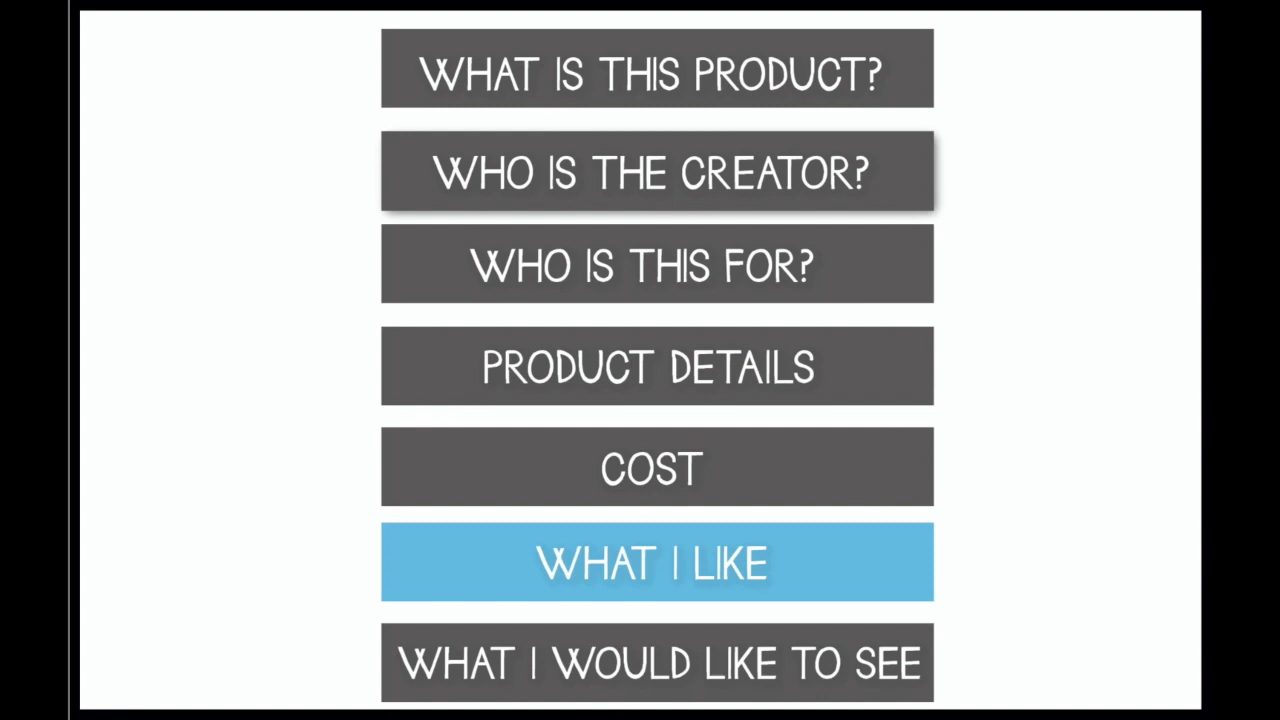 WHAT IS THIS PRODUCT?
WHO IS THE CREATOR?
WHO IS THIS FOR?
PRODUCT DETAILS
COST
WHAT I LIKE
WHAT I WOULD LIKE TO SEE